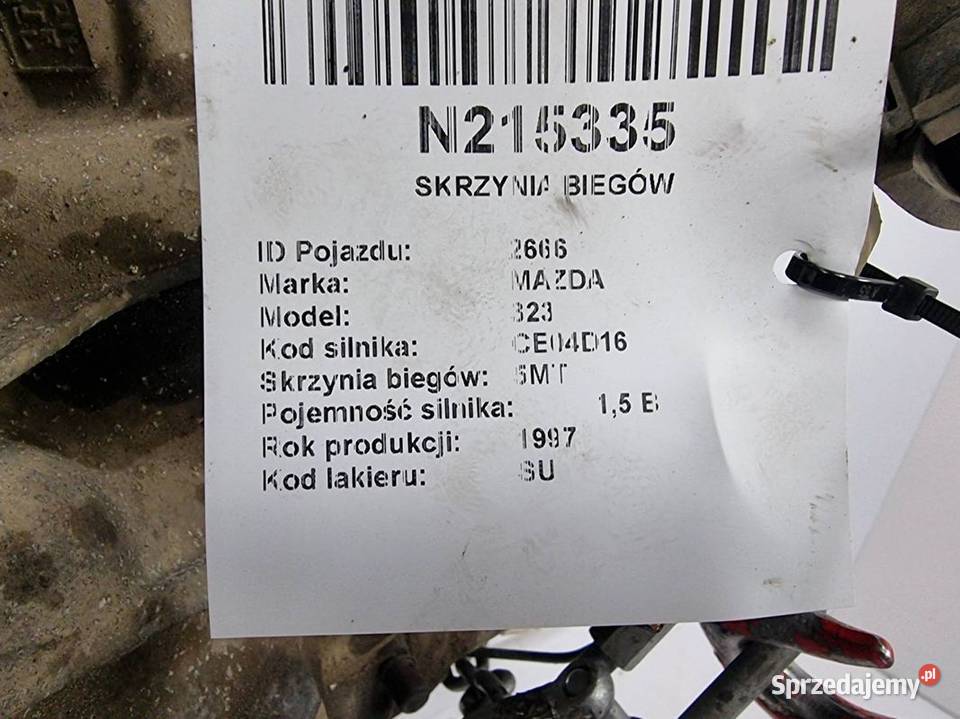 N215335
SKRZYNIA BIEGÓW
ID Pojazdu: 2666
Marka: MAZDA
Model: 323
Kod silnika: CE04D16
Skrzynia biegów: 5MT
Pojemność silnika: 1,5 B
Rok produkcji: 1997
Kod lakieru: SU
Sprzedajemy.pl